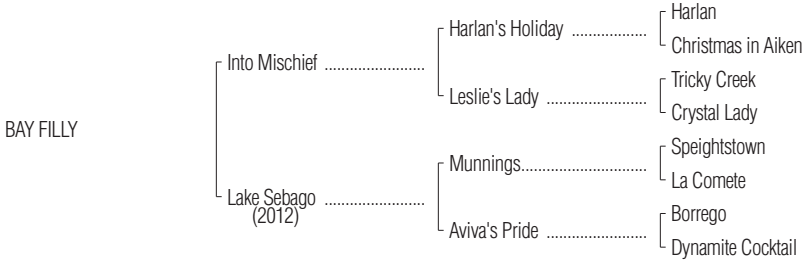 Harlan
Harlan's Holiday ..................
Christmas in Aiken
Into Mischief ........................
Tricky Creek
Leslie's Lady ........................
Crystal Lady
BAY FILLY
Speightstown
Munnings..............................
La Comete
Lake Sebago ........................
(2012)
Borrego
Aviva's Pride ........................
Dynamite Cocktail